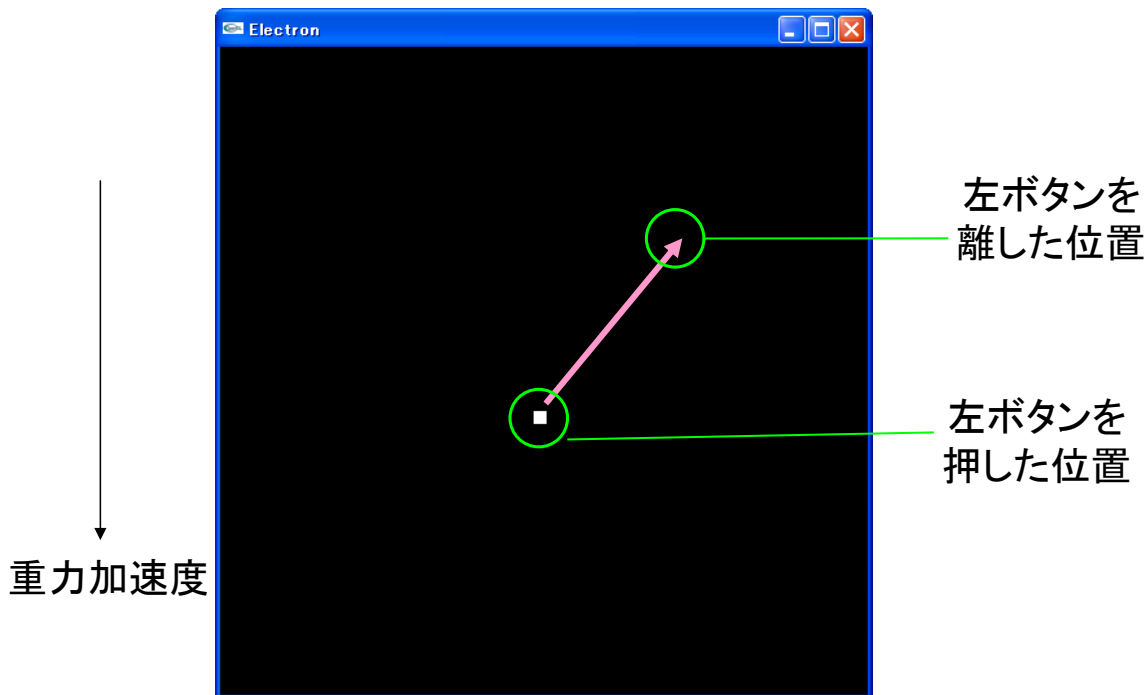 Electron
左ボタンを
離した位置
左ボタンを
押した位置
重力加速度